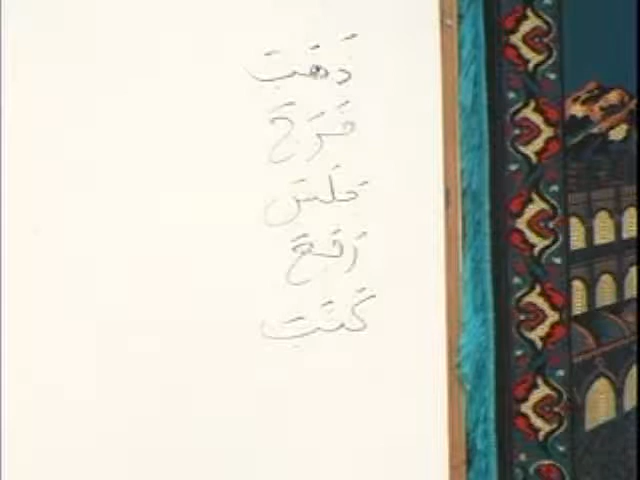 ذَهَبَ
خَرَجَ
جَلَسَ
رَفَعَ
كَتَبَ